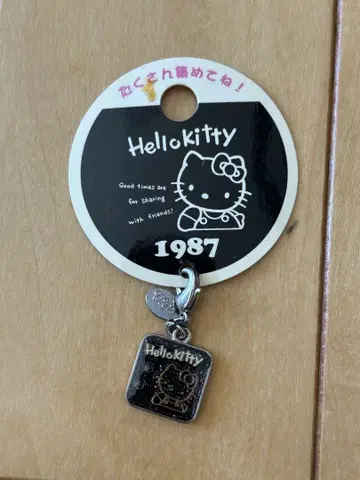 たくさん集めてね！
Hello Kitty
Good times are
for sharing
with friends!
1987
Hello Kitty